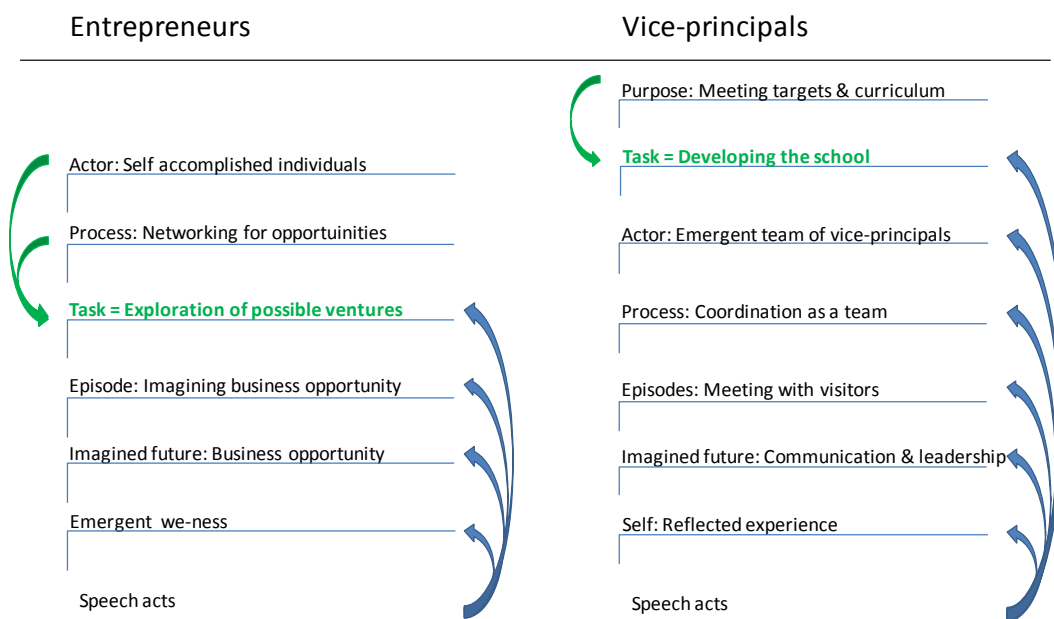 Entrepreneurs
Actor: Self accomplished individuals
Process: Networking for opportuinities
Task = Exploration of possible ventures
Episode: Imagining business opportunity
Imagined future: Business opportunity
Emergent we-ness
Speech acts
Vice-principals
Purpose: Meeting targets & curriculum
Task = Developing the school
Actor: Emergent team of vice-principals
Process: Coordination as a team
Episodes: Meeting with visitors
Imagined future: Communication & leadership
Self: Reflected experience
Speech acts